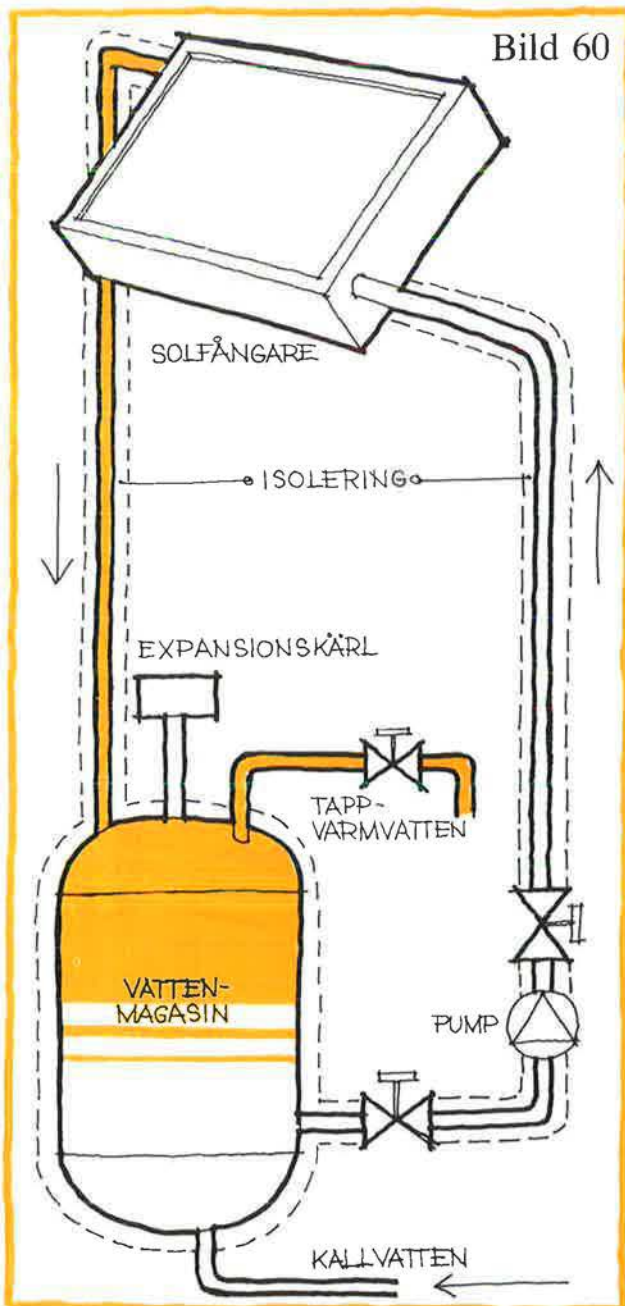 Bild 60
SOLFÅNGARE
ISOLERING
EXPANSIONSKÄRL
TAPP-
VARMVATTEN
VATTEN-
MAGASIN
PUMP
KALLVATTEN